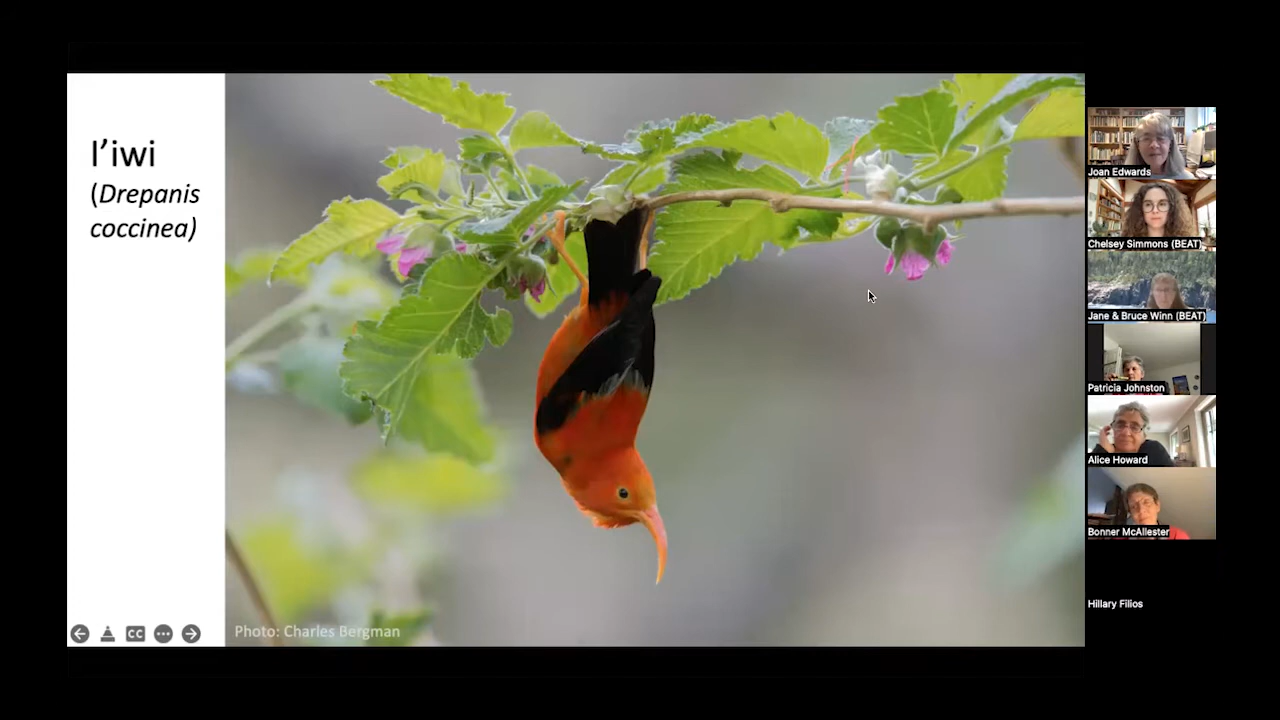 I’iwi
(Drepanis
coccinea)
CC
Photo: Charles Bergman
Joan Edwards
Chelsey Simmons (BEAT)
Jane & Bruce Winn (BEAT)
Patricia Johnston
Alice Howard
Bonner McAllester
Hillary Filios